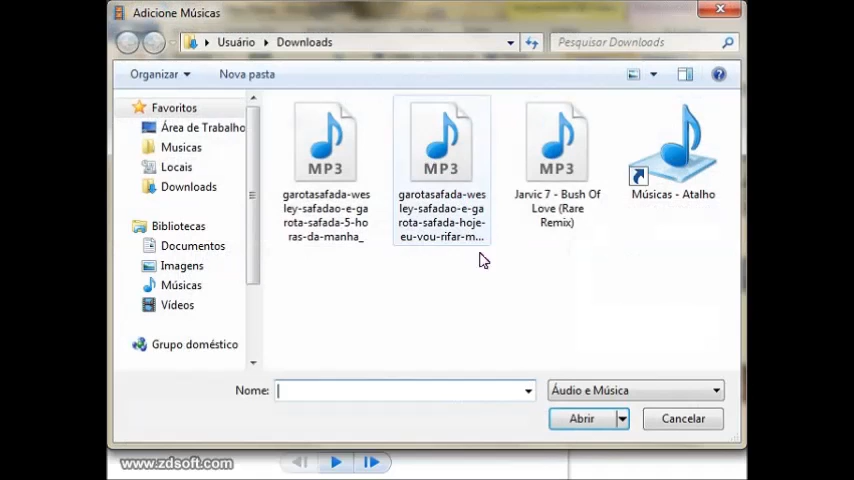 Adicione Músicas
Usuário
Downloads
Pesquisar Downloads
Organizar
Nova pasta
Favoritos
Área de Trabalho
Musicas
Locais
Downloads
Bibliotecas
Documentos
Imagens
Músicas
Vídeos
Grupo doméstico
MP3
garotasafada-wes
ley-safadao-e-ga
rota-safada-5-ho
ras-da-manha_
MP3
garotasafada-wes
ley-safadao-e-ga
rota-safada-hoje-
eu-vou-rifar-m...
MP3
Jarvic 7 - Bush Of
Love (Rare
Remix)
Músicas - Atalho
Nome:
Áudio e Música
Abrir
Cancelar
www.zdsoft.com